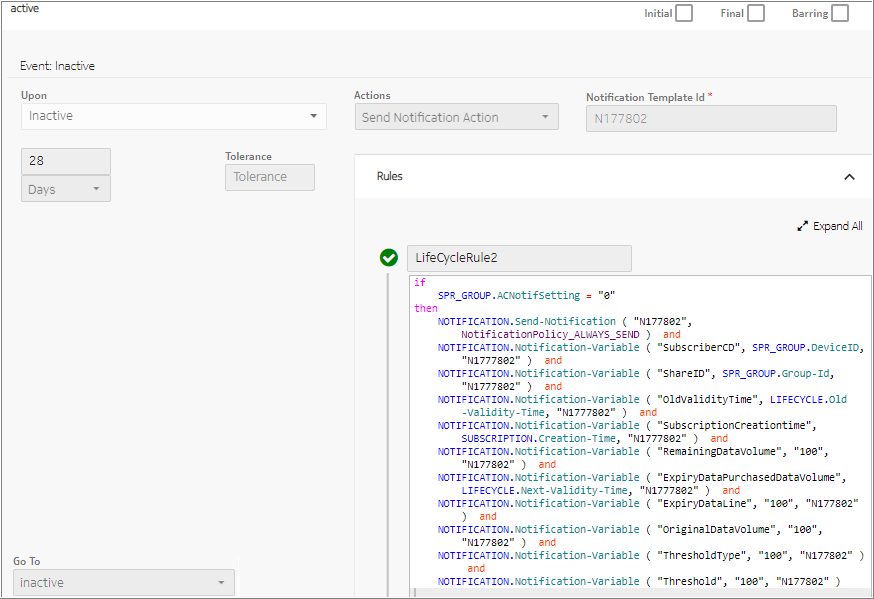 active
Initial Final Barring
Event: Inactive
Upon
Inactive
Actions
Send Notification Action
Notification Template Id *
N177802
28
Days
Tolerance
Tolerance
Rules
Expand All
LifeCycleRule2
if
SPR_GROUP.ACNotifSetting = "0"
then
NOTIFICATION.Send-Notification ( "N177802",
NotificationPolicy_ALWAYS_SEND ) and
NOTIFICATION.Notification-Variable ( "SubscriberCD", SPR_GROUP.DeviceID,
"N1777802" ) and
NOTIFICATION.Notification-Variable ( "ShareID", SPR_GROUP.Group-Id,
"N1777802" ) and
NOTIFICATION.Notification-Variable ( "OldValidityTime", LIFECYCLE.Old
-Validity-Time, "N1777802" ) and
NOTIFICATION.Notification-Variable ( "SubscriptionCreationtime",
SUBSCRIPTION.Creation-Time, "N1777802" ) and
NOTIFICATION.Notification-Variable ( "RemainingDataVolume", "100",
"N177802" ) and
NOTIFICATION.Notification-Variable ( "ExpiryDataPurchasedDataVolume",
LIFECYCLE.Next-Validity-Time, "N1777802" ) and
NOTIFICATION.Notification-Variable ( "ExpiryDataLine", "100", "N177802"
) and
NOTIFICATION.Notification-Variable ( "OriginalDataVolume", "100",
"N177802" ) and
NOTIFICATION.Notification-Variable ( "ThresholdType", "100", "N177802" )
and
NOTIFICATION.Notification-Variable ( "Threshold", "100", "N177802" )
Go To
inactive